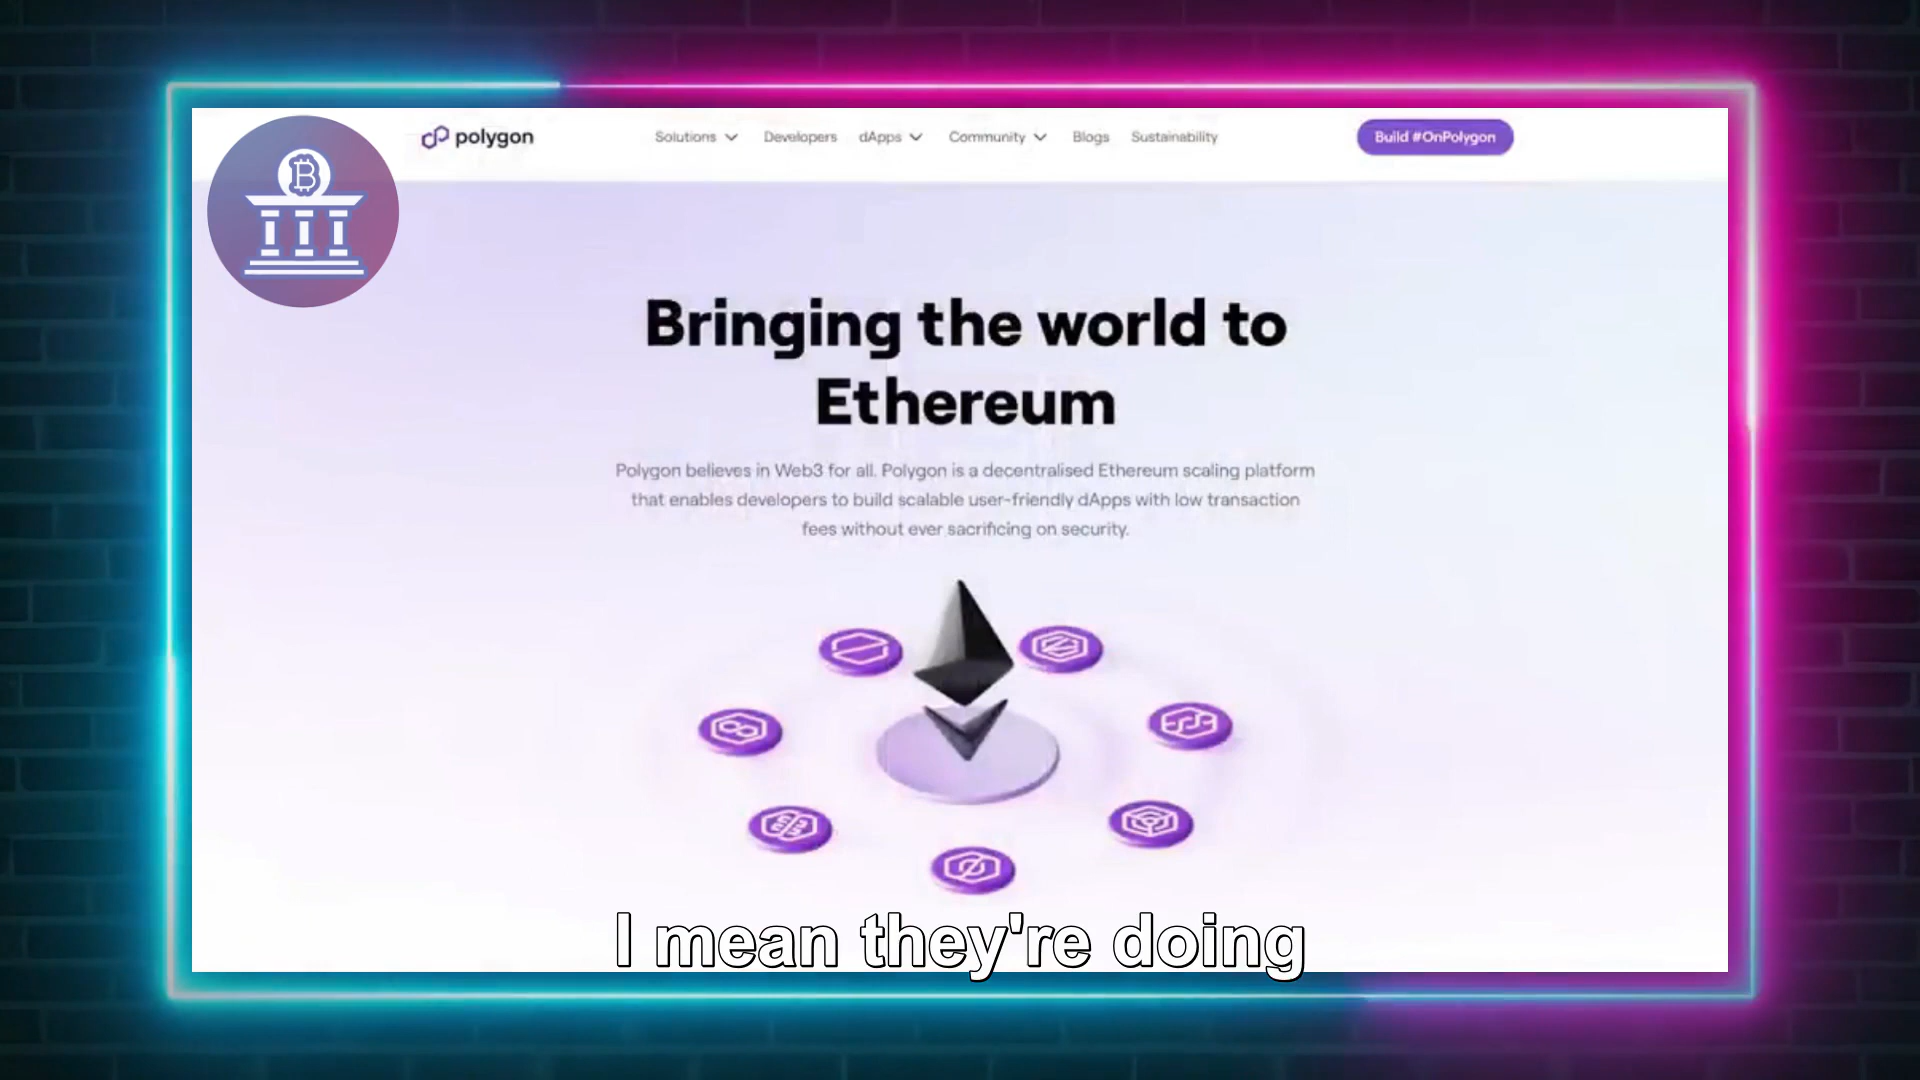 polygon
Solutions
Developers
dApps
Community
Blogs
Sustainability
Build #OnPolygon
Bringing the world to
Ethereum
Polygon believes in Web3 for all. Polygon is a decentralised Ethereum scaling platform
that enables developers to build scalable user-friendly dApps with low transaction
fees without ever sacrificing on security.
I mean they're doing